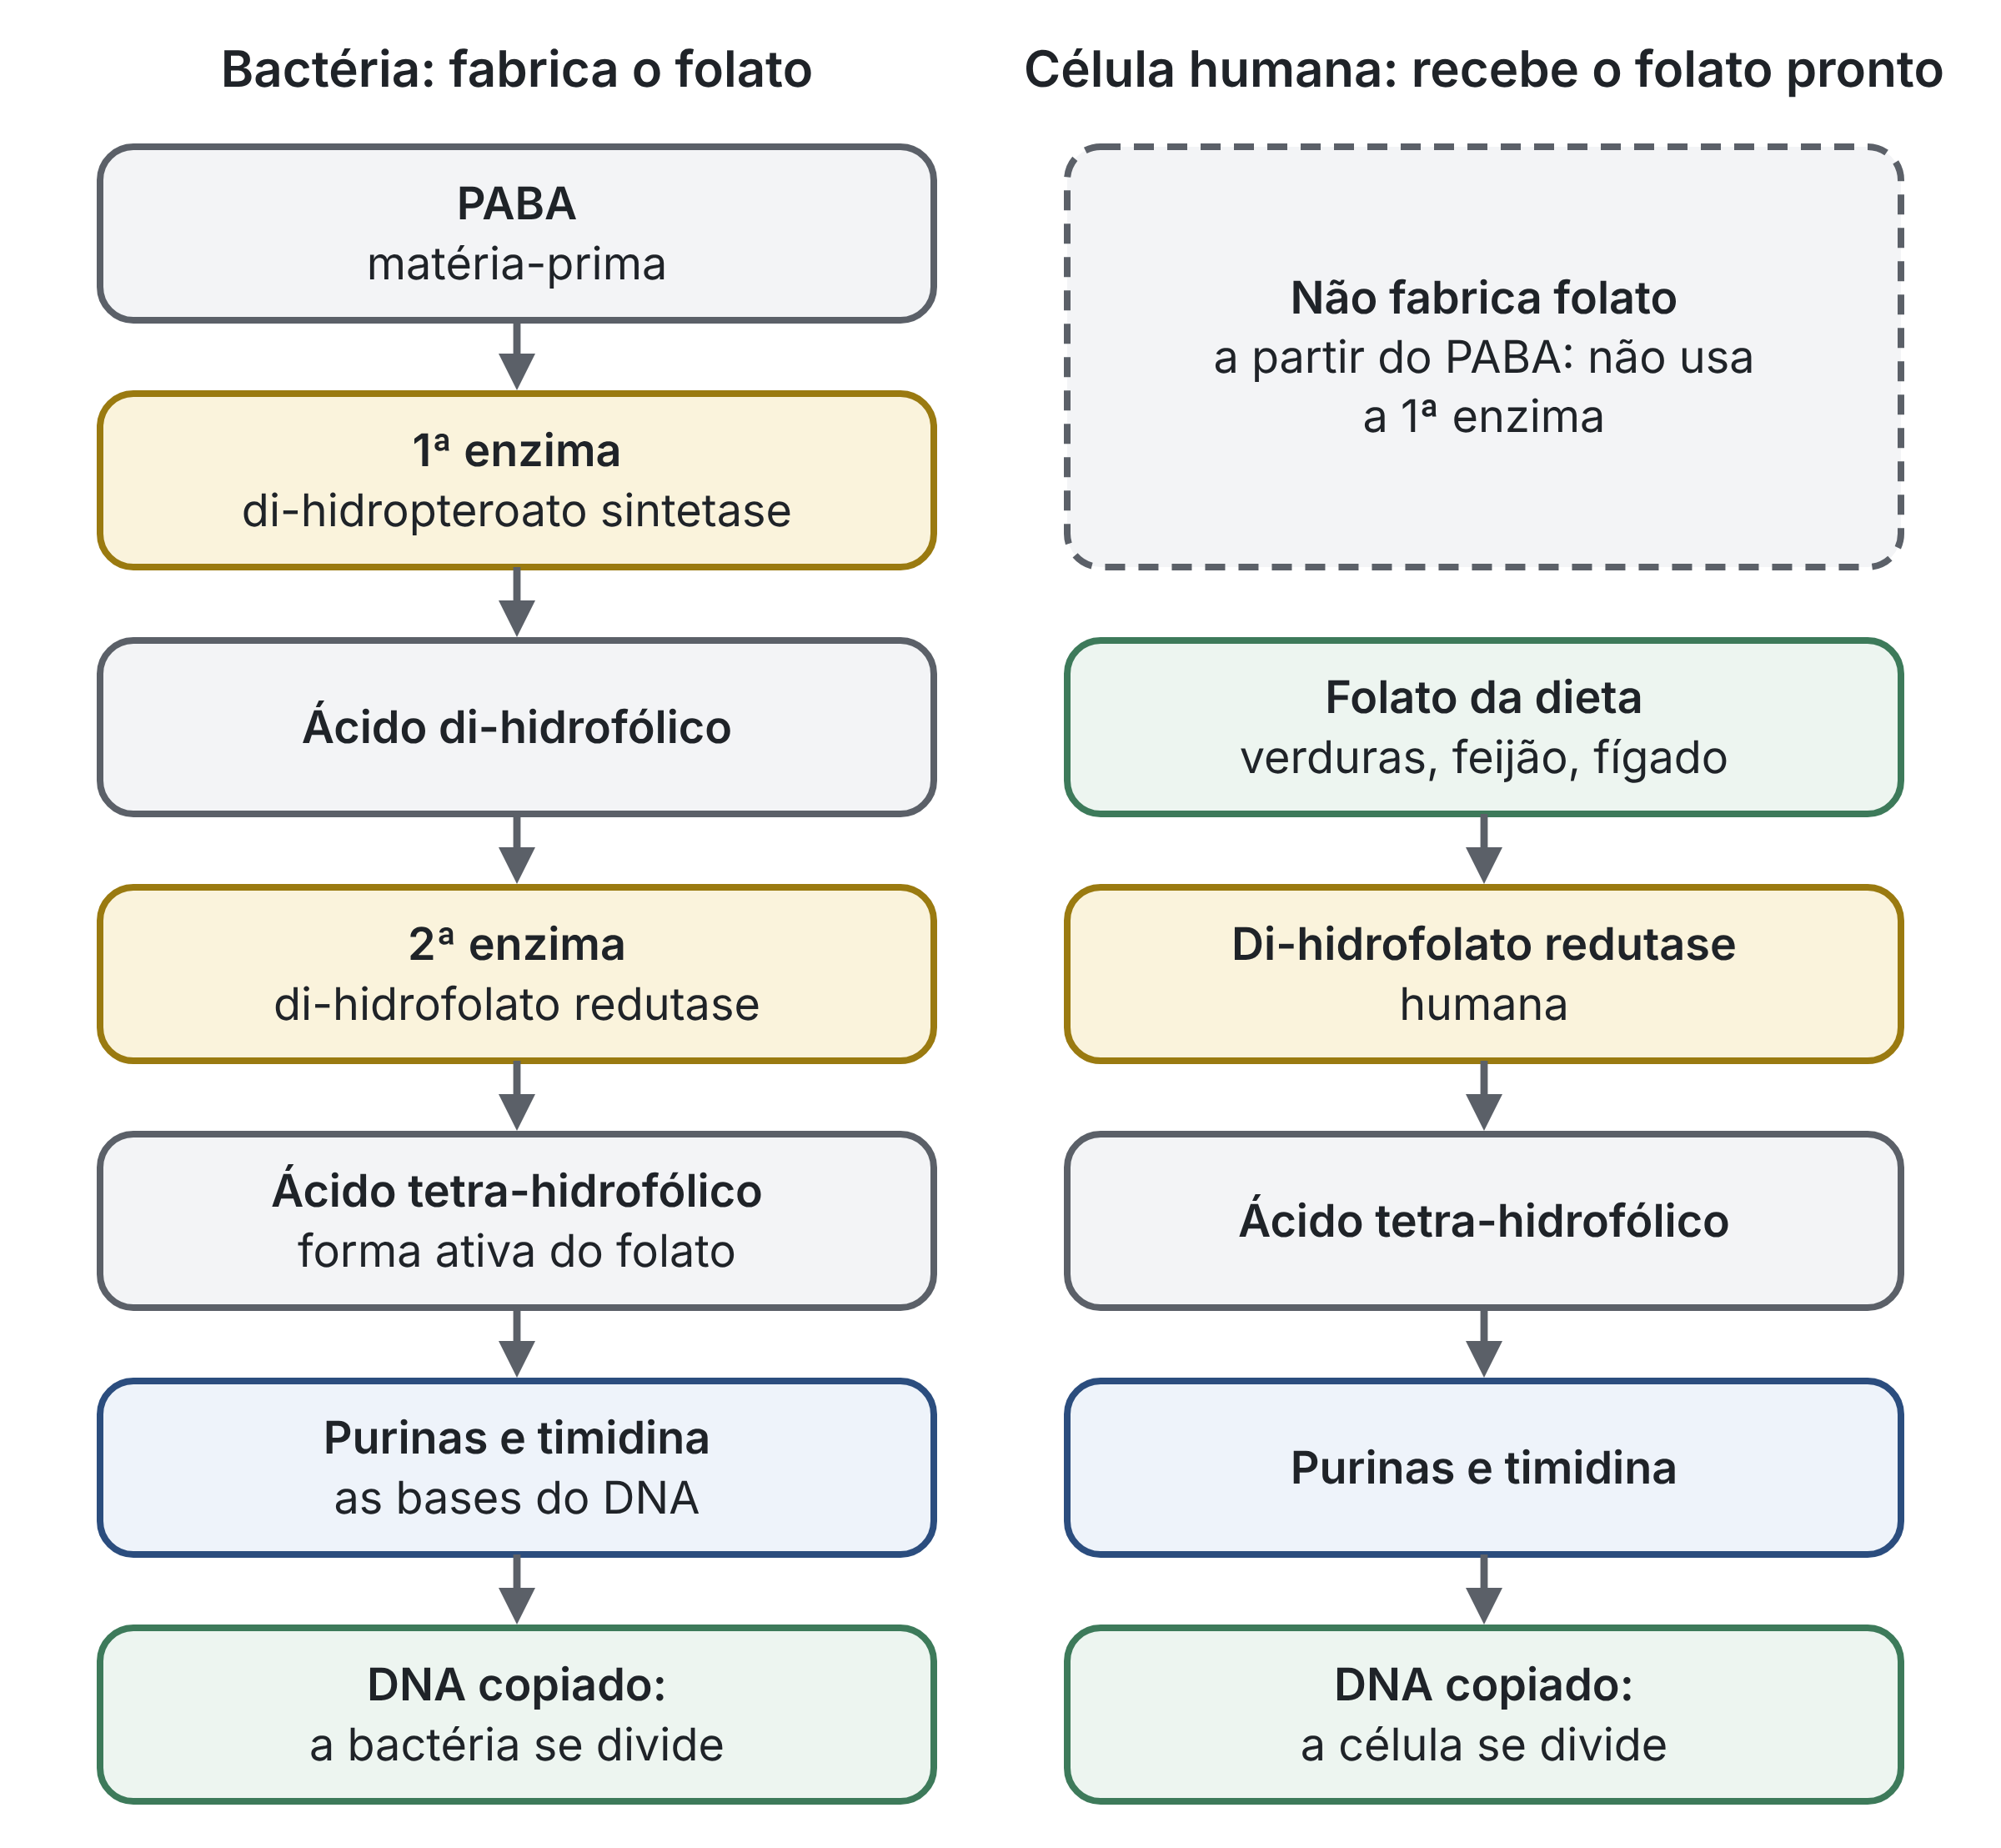 Bactéria: fabrica o folato
PABA
matéria-prima
1ª enzima
di-hidropteroato sintetase
Ácido di-hidrofólico
2ª enzima
di-hidrofolato redutase
Ácido tetra-hidrofólico
forma ativa do folato
Purinas e timidina
as bases do DNA
DNA copiado:
a bactéria se divide
Célula humana: recebe o folato pronto
Não fabrica folato
a partir do PABA: não usa
a 1ª enzima
Folato da dieta
verduras, feijão, fígado
Di-hidrofolato redutase
humana
Ácido tetra-hidrofólico
Purinas e timidina
DNA copiado:
a célula se divide